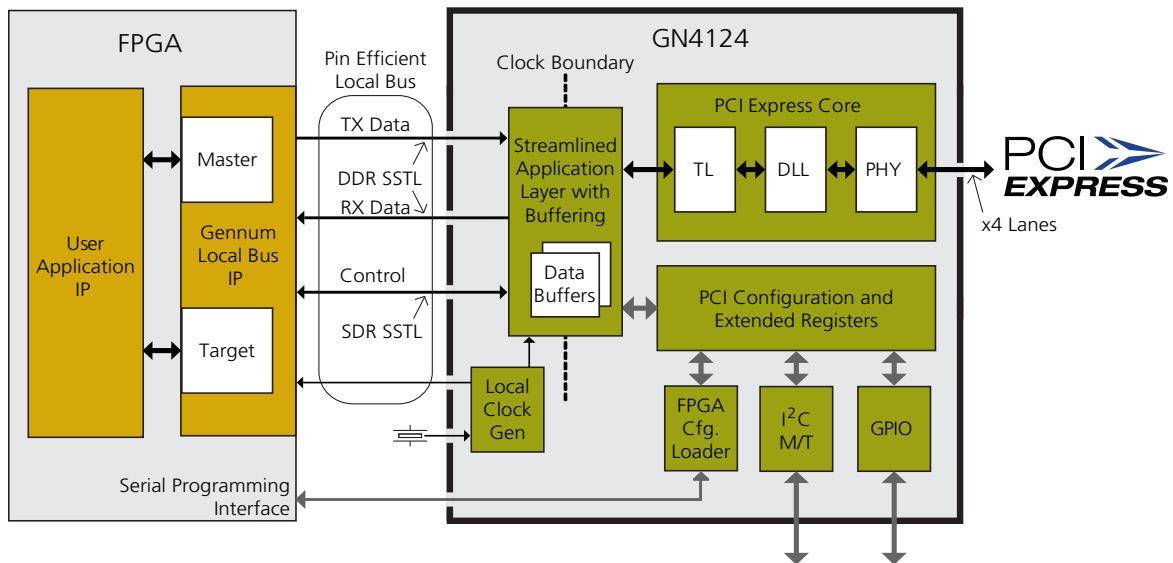 FPGA
GN4124
Pin Efficient
Local Bus
Clock Boundary
User
Application
IP
Gennum
Local Bus
IP
Master
Target
TX Data
DDR SSTL
RX Data
Control
SDR SSTL
Streamlined
Application
Layer with
Buffering
Data
Buffers
PCI Express Core
TL
DLL
PHY
PCI
EXPRESS
x4 Lanes
PCI Configuration and
Extended Registers
Local
Clock
Gen
FPGA
Cfg.
Loader
I²C
M/T
GPIO
Serial Programming
Interface